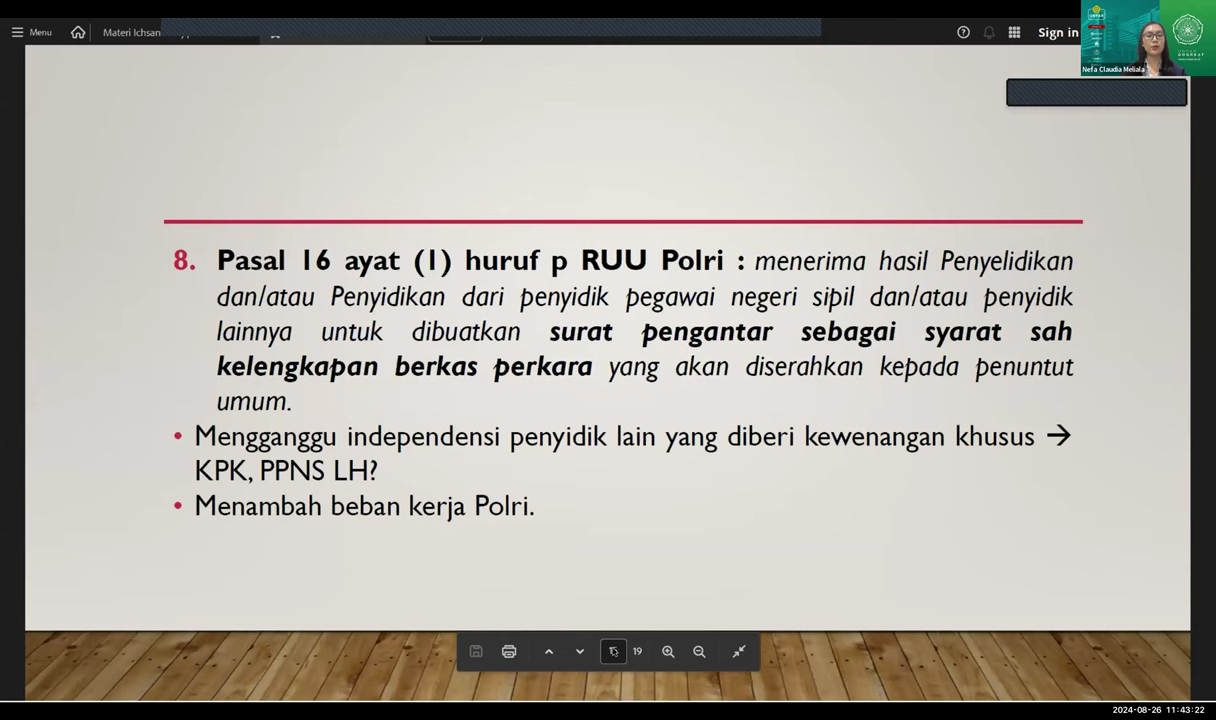 Menu
Materi Ichsan
Sign in
Nefa Claudia Meliala
8. Pasal 16 ayat (1) huruf p RUU Polri : menerima hasil Penyelidikan
dan/atau Penyidikan dari penyidik pegawai negeri sipil dan/atau penyidik
lainnya untuk dibuatkan surat pengantar sebagai syarat sah
kelengkapan berkas perkara yang akan diserahkan kepada penuntut
umum.
• Mengganggu independensi penyidik lain yang diberi kewenangan khusus →
KPK, PPNS LH?
• Menambah beban kerja Polri.
19
2024-08-26 11:43:22